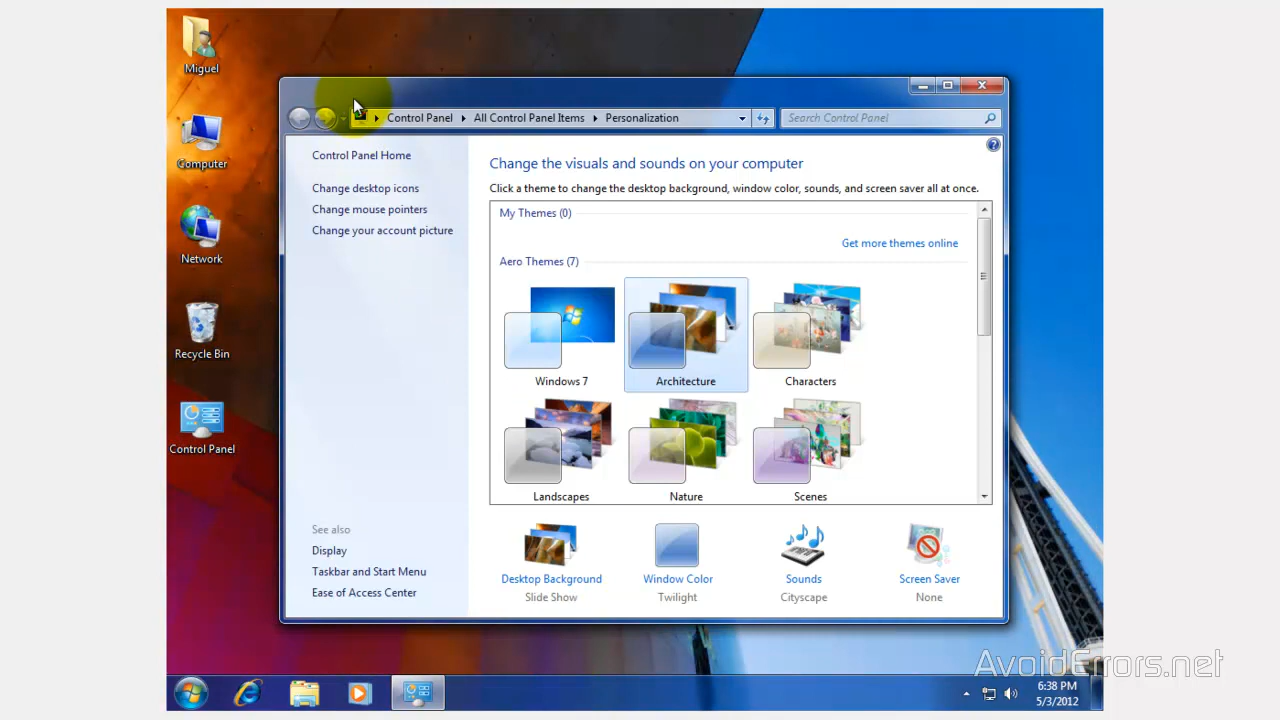 Miguel
Computer
Network
Recycle Bin
Control Panel
Control Panel All Control Panel Items Personalization
Search Control Panel
Control Panel Home
Change desktop icons
Change mouse pointers
Change your account picture
See also
Display
Taskbar and Start Menu
Ease of Access Center
Change the visuals and sounds on your computer
Click a theme to change the desktop background, window color, sounds, and screen saver all at once.
My Themes (0)
Get more themes online
Aero Themes (7)
Windows 7
Architecture
Characters
Landscapes
Nature
Scenes
Desktop Background
Slide Show
Window Color
Twilight
Sounds
Cityscape
Screen Saver
None
AvoidErrors.net
6:38 PM
5/3/2012